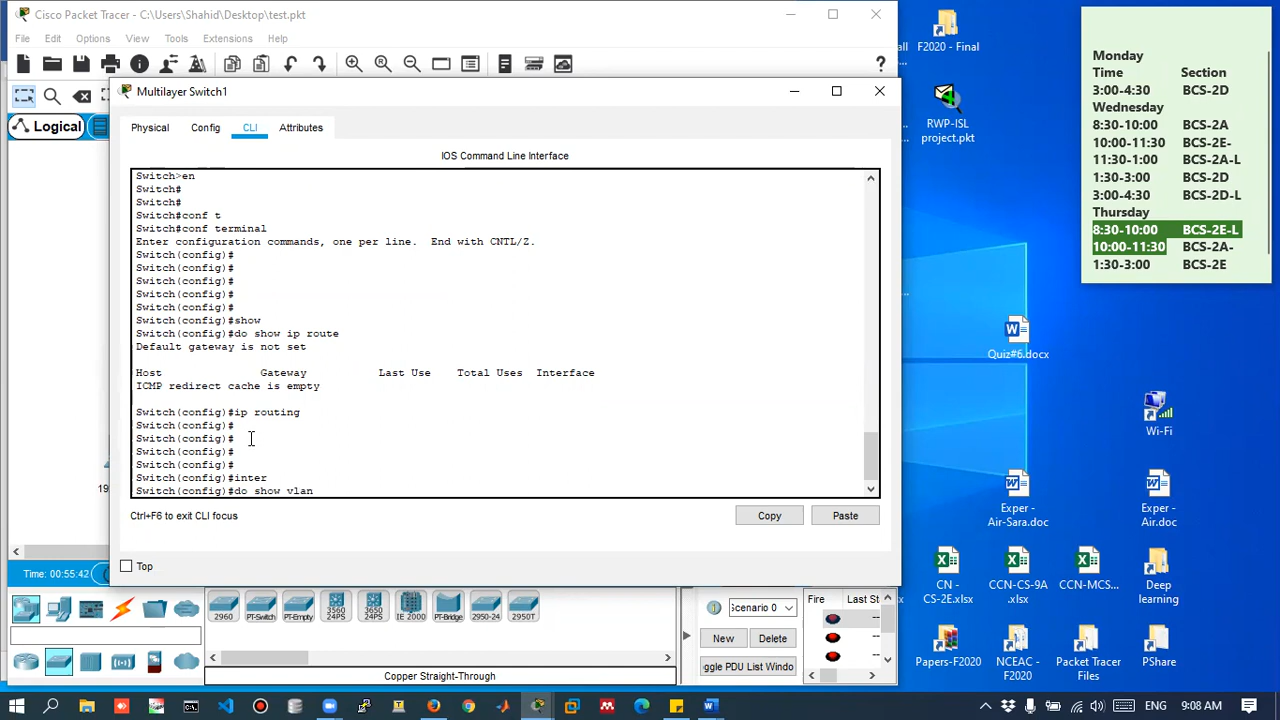 Cisco Packet Tracer - C:\Users\Shahid\Desktop\test.pkt
File Edit Options View Tools Extensions Help
?
Logical
Multilayer Switch1
Physical Config CLI Attributes
IOS Command Line Interface
Switch>en
Switch#
Switch#
Switch#conf t
Switch#conf terminal
Enter configuration commands, one per line. End with CNTL/Z.
Switch(config)#
Switch(config)#
Switch(config)#
Switch(config)#
Switch(config)#
Switch(config)#show
Switch(config)#do show ip route
Default gateway is not set
Host Gateway Last Use Total Uses Interface
ICMP redirect cache is empty
Switch(config)#ip routing
Switch(config)#
Switch(config)#
Switch(config)#
Switch(config)#
Switch(config)#inter
Switch(config)#do show vlan
Ctrl+F6 to exit CLI focus
Copy Paste
Top
19
Time: 00:55:42
2960 PT-Switch PT-Empty 3560 24PS 3650 24PS IE 2000 PT-Bridge 2950-24 2950T
Copper Straight-Through
Scenario 0
New Delete
ggle PDU List Windo
Fire Last St
--
--
--
F2020 - Final
all
...
RWP-ISL
project.pkt
Monday
Time Section
3:00-4:30 BCS-2D
Wednesday
8:30-10:00 BCS-2A
10:00-11:30 BCS-2E-
11:30-1:00 BCS-2A-L
1:30-3:00 BCS-2D
3:00-4:30 BCS-2D-L
Thursday
8:30-10:00 BCS-2E-L
10:00-11:30 BCS-2A-
1:30-3:00 BCS-2E
Quiz#6.docx
Wi-Fi
Exper -
Air-Sara.doc
Exper -
Air.doc
CN -
CS-2E.xlsx
CCN-CS-9A
.xlsx
CCN-MCS...
Deep
learning
Papers-F2020
NCEAC -
F2020
Packet Tracer
Files
PShare
ENG 9:08 AM